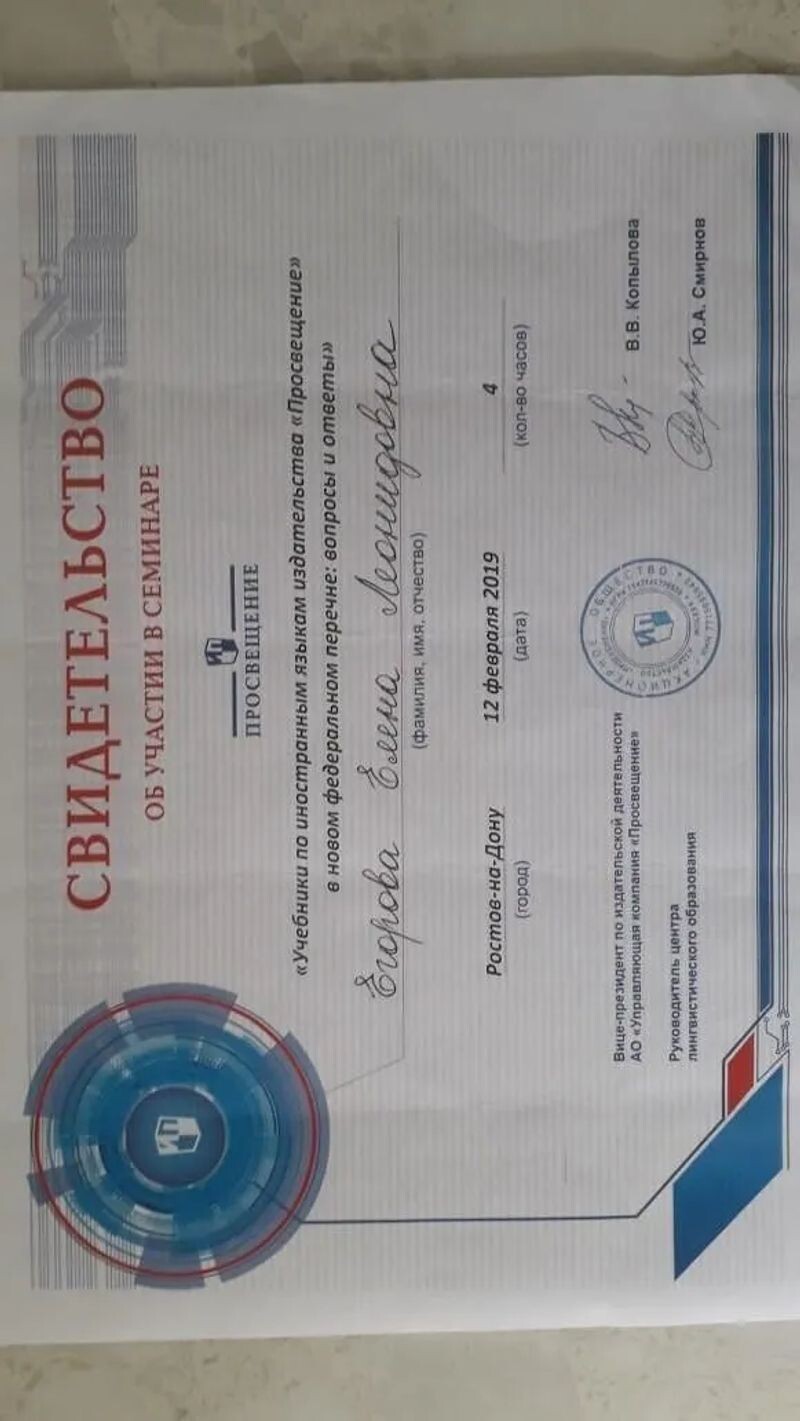 СВИДЕТЕЛЬСТВО
ОБ УЧАСТИИ В СЕМИНАРЕ
ПРОСВЕЩЕНИЕ
«Учебники по иностранным языкам издательства «Просвещение»
в новом федеральном перечне: вопросы и ответы»
Егорова Елена Леонидовна
(фамилия, имя, отчество)
Ростов-на-Дону 12 февраля 2019 4
(город) (дата) (кол-во часов)
Вице-президент по издательской деятельности
АО «Управляющая компания «Просвещение»
В.В. Копылова
Руководитель центра
лингвистического образования
Ю.А. Смирнов
АКЦИОНЕРНОЕ ОБЩЕСТВО